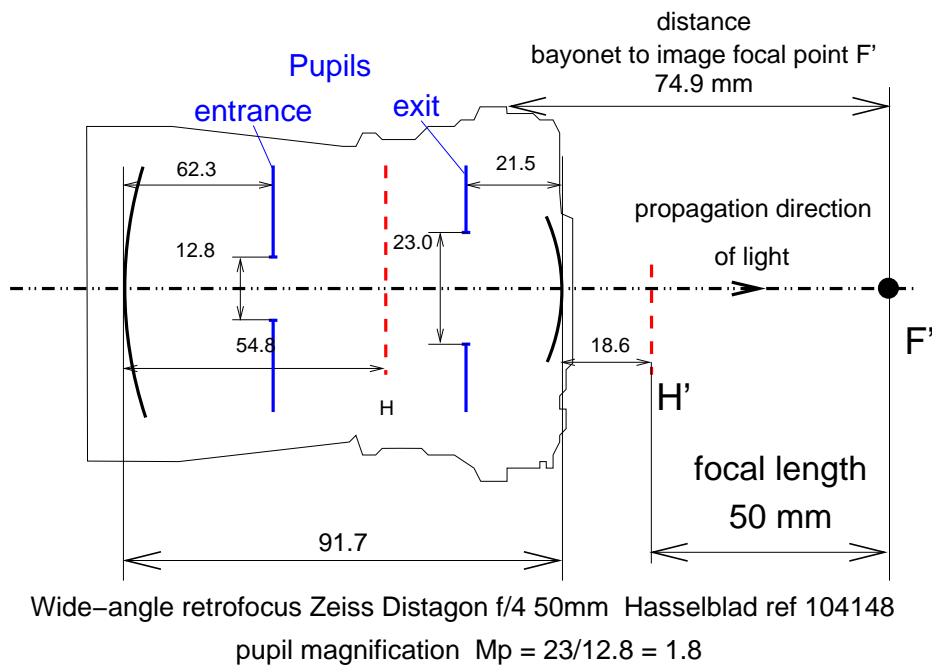 distance
bayonet to image focal point F’
74.9 mm
Pupils
entrance
exit
62.3
21.5
propagation direction
of light
12.8
23.0
54.8
18.6
F’
H
H’
focal length
50 mm
91.7
Wide−angle retrofocus Zeiss Distagon f/4 50mm Hasselblad ref 104148
pupil magnification Mp = 23/12.8 = 1.8